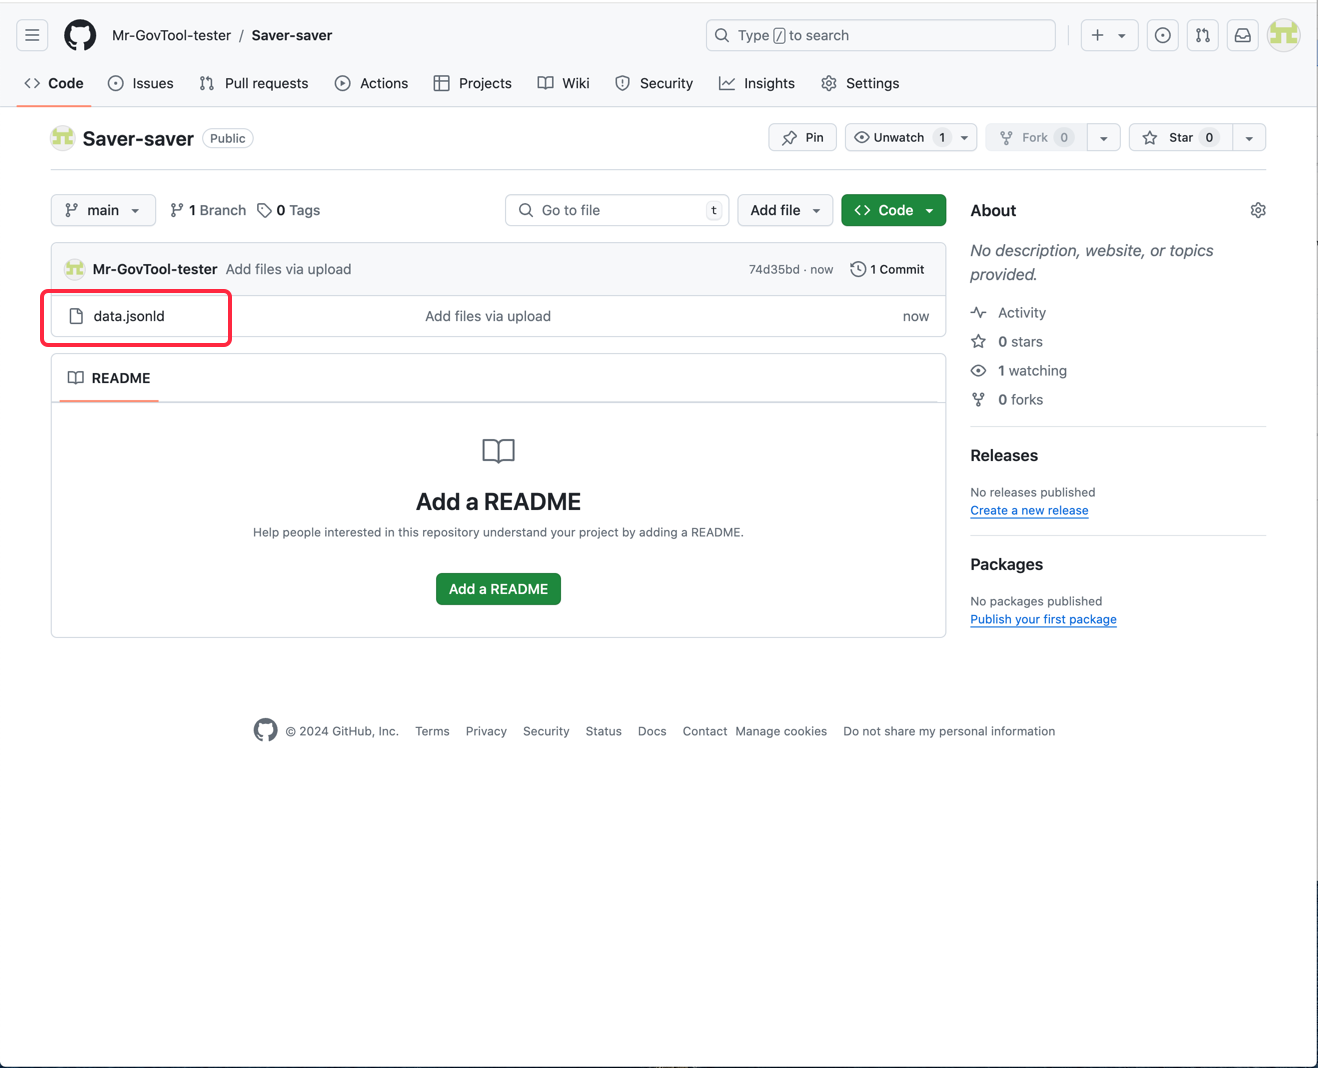 Mr-GovTool-tester / Saver-saver
Type / to search
Code Issues Pull requests Actions Projects Wiki Security Insights Settings
Saver-saver Public
Pin Unwatch 1 Fork 0 Star 0
main 1 Branch 0 Tags Go to file t Add file Code
Mr-GovTool-tester Add files via upload 74d35bd · now 1 Commit
data.jsonld Add files via upload now
README
Add a README
Help people interested in this repository understand your project by adding a README.
Add a README
About
No description, website, or topics
provided.
Activity
0 stars
1 watching
0 forks
Releases
No releases published
Create a new release
Packages
No packages published
Publish your first package
© 2024 GitHub, Inc. Terms Privacy Security Status Docs Contact Manage cookies Do not share my personal information